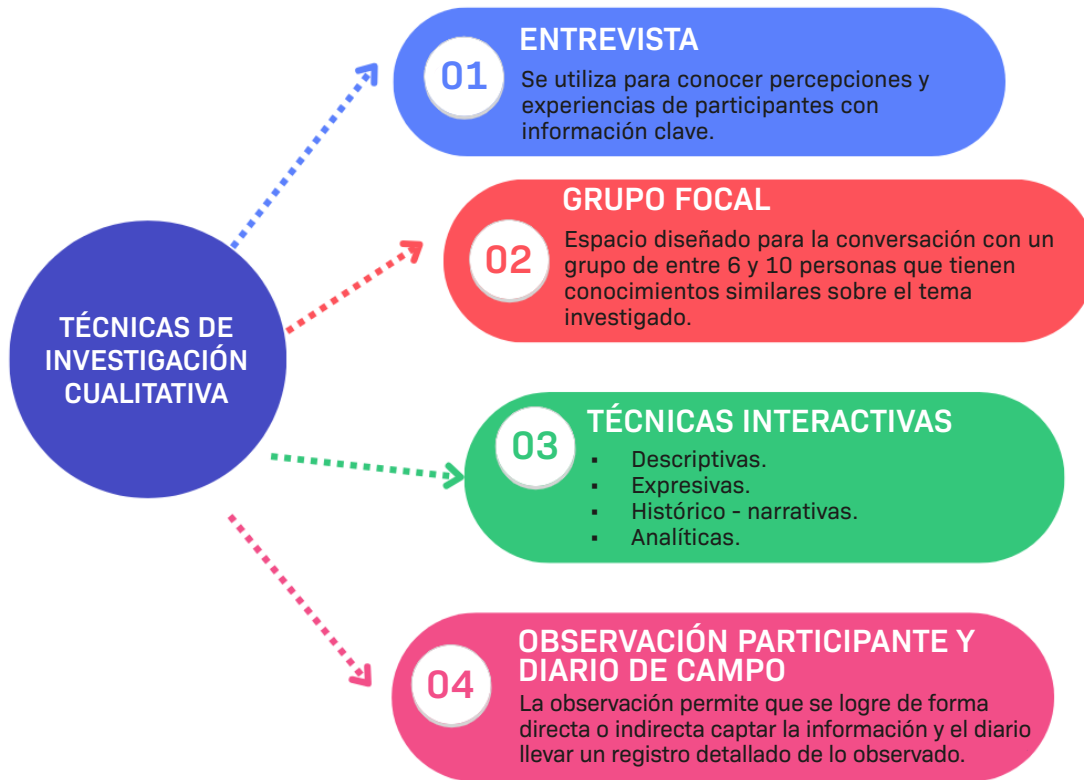 TÉCNICAS DE
INVESTIGACIÓN
CUALITATIVA
01
ENTREVISTA
Se utiliza para conocer percepciones y
experiencias de participantes con
información clave.
02
GRUPO FOCAL
Espacio diseñado para la conversación con un
grupo de entre 6 y 10 personas que tienen
conocimientos similares sobre el tema
investigado.
03
TÉCNICAS INTERACTIVAS
▪ Descriptivas.
▪ Expresivas.
▪ Histórico - narrativas.
▪ Analíticas.
04
OBSERVACIÓN PARTICIPANTE Y
DIARIO DE CAMPO
La observación permite que se logre de forma
directa o indirecta captar la información y el diario
llevar un registro detallado de lo observado.